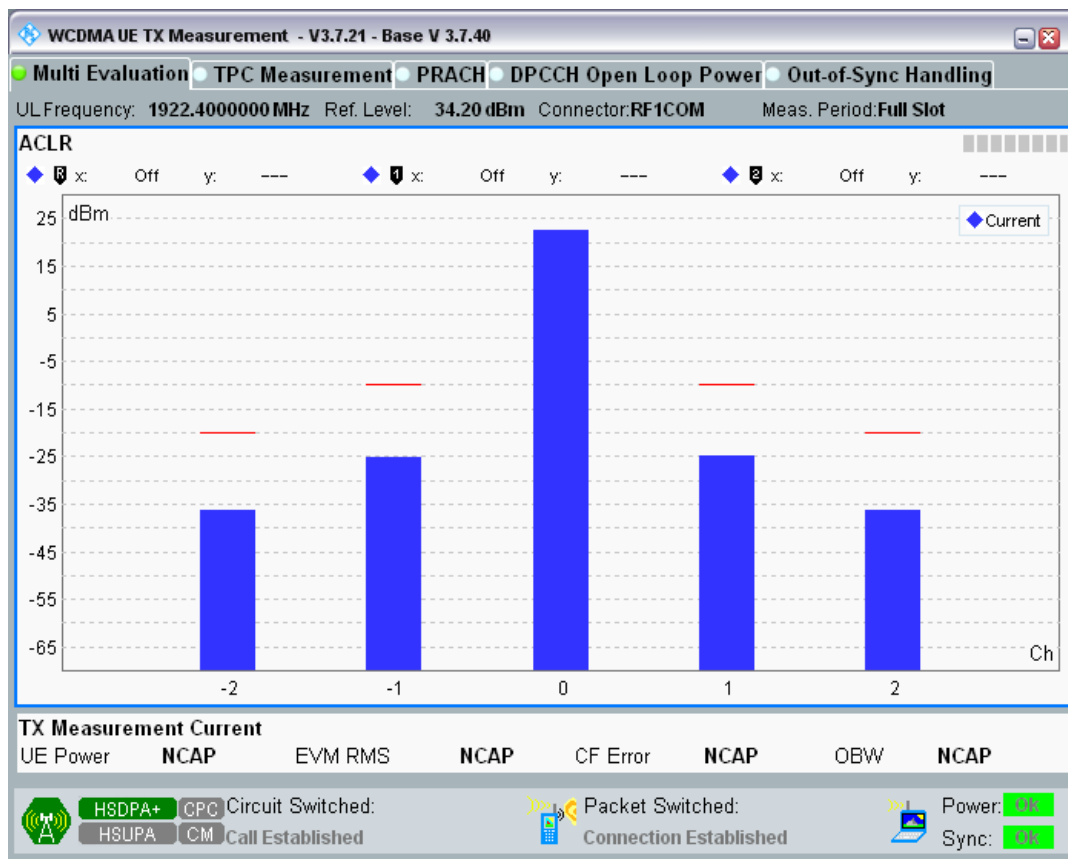 WCDMA UE TX Measurement - V3.7.21 - Base V 3.7.40
Multi Evaluation TPC Measurement PRACH DPCCH Open Loop Power Out-of-Sync Handling
UL Frequency: 1922.4000000 MHz Ref. Level: 34.20 dBm Connector:RF1COM Meas. Period:Full Slot
ACLR
R x: Off y: --- 1 x: Off y: --- 2 x: Off y: ---
dBm
Current
25
15
5
-5
-15
-25
-35
-45
-55
-65
Ch
-2 -1 0 1 2
TX Measurement Current
UE Power NCAP EVM RMS NCAP CF Error NCAP OBW NCAP
HSDPA+ CPC Circuit Switched: Packet Switched: Power: OK
HSUPA CM Call Established Connection Established Sync: OK